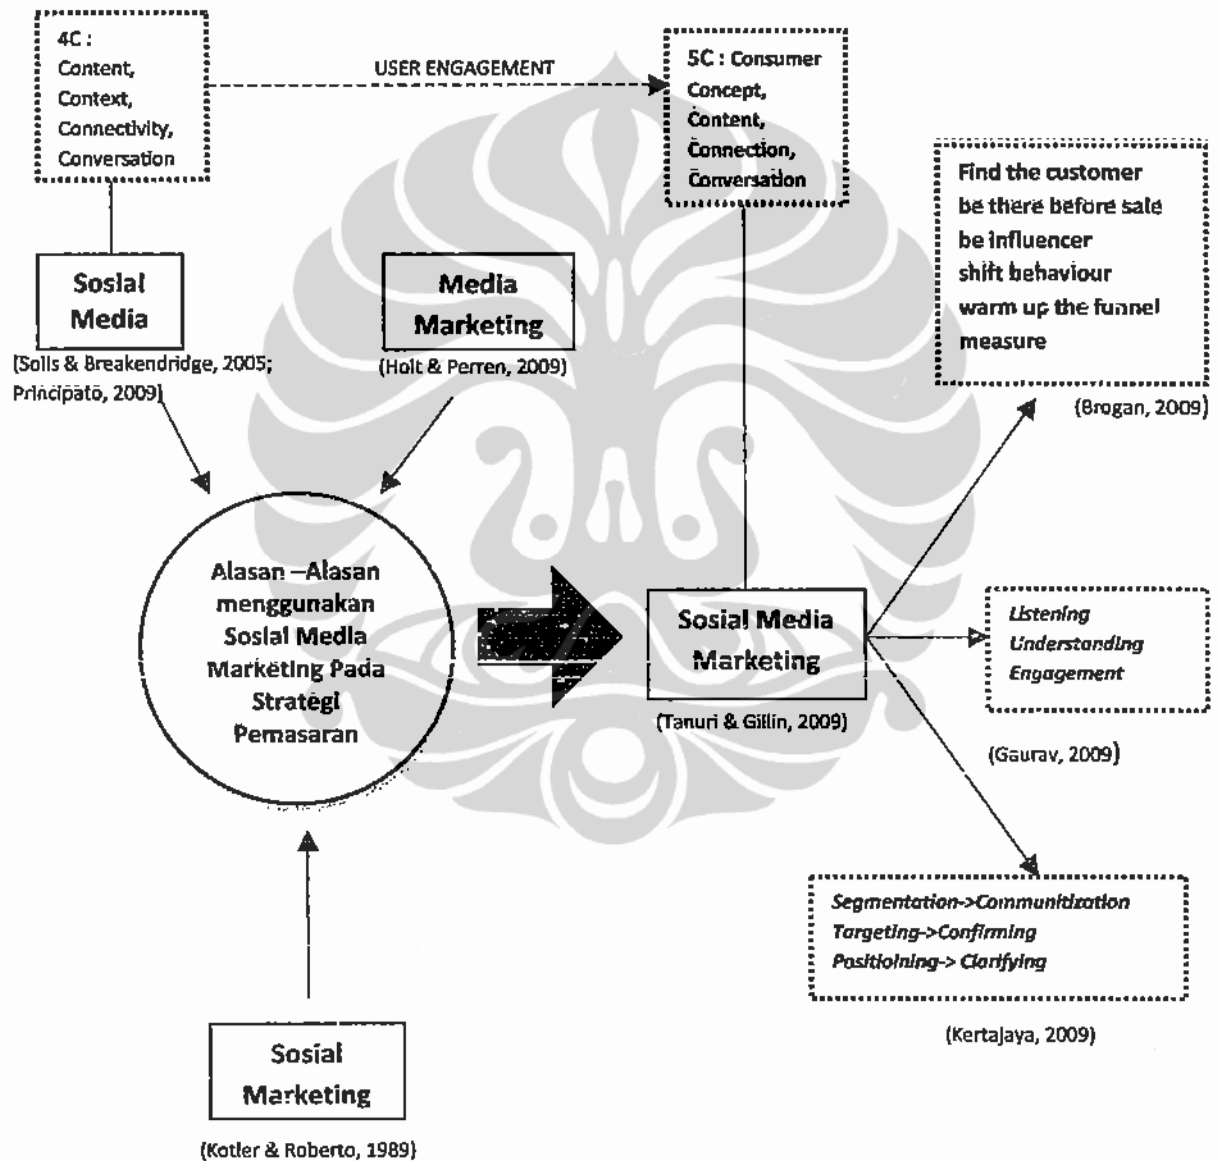 4C :
Content,
Context,
Connectivity,
Conversation
USER ENGAGEMENT
5C : Consumer
Concept,
Content,
Connection,
Conversation
Find the customer
be there before sale
be influencer
shift behaviour
warm up the funnel
measure
(Brogan, 2009)
Sosial
Media
(Solis & Breakendridge, 2005;
Principato, 2009)
Media
Marketing
(Holt & Perren, 2009)
Alasan –Alasan
menggunakan
Sosial Media
Marketing Pada
Strategi
Pemasaran
Sosial Media
Marketing
(Tanuri & Gillin, 2009)
Listening
Understanding
Engagement
(Gaurav, 2009)
Segmentation->Communitization
Targeting->Confirming
Positioining-> Clarifying
(Kertajaya, 2009)
Sosial
Marketing
(Kotler & Roberto, 1989)